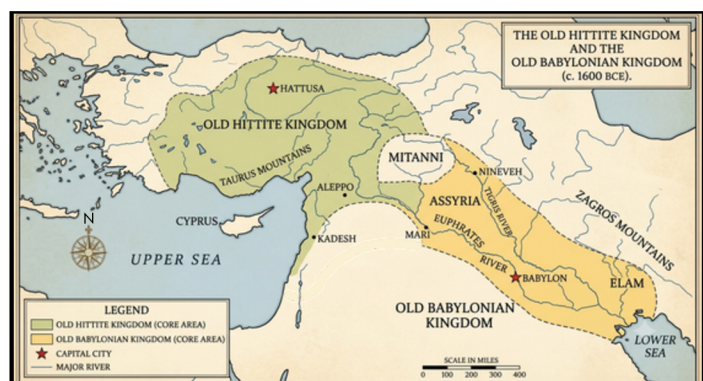 THE OLD HITTITE KINGDOM
AND THE
OLD BABYLONIAN KINGDOM
(c. 1600 BCE).
HATTUSA
OLD HITTITE KINGDOM
MITANNI
TAURUS MOUNTAINS
NINEVEH
ALEPPO
ASSYRIA
TIGRIS RIVER
ZAGROS MOUNTAINS
N
CYPRUS
EUPHRATES
RIVER
MARI
KADESH
UPPER SEA
BABYLON
ELAM
OLD BABYLONIAN
KINGDOM
LOWER
SEA
LEGEND
OLD HITTITE KINGDOM (CORE AREA)
OLD BABYLONIAN KINGDOM (CORE AREA)
CAPITAL CITY
MAJOR RIVER
SCALE IN MILES
0 100 200 300 400